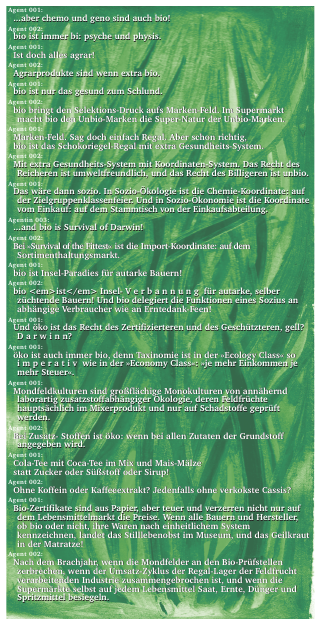 Agent 001:
...aber chemo und geno sind auch bio!
Agent 002:
bio ist immer bi: psyche und physis.
Agent 001:
Ist doch alles agrar!
Agent 002:
Agrarprodukte sind wenn extra bio.
Agent 001:
bio ist nur das gesund zum Schlund.
Agent 002:
bio bringt den Selektions-Druck aufs Marken-Feld. Im Supermarkt
macht bio den Unbio-Marken die Super-Natur der Unbio-Marken.
Agent 001:
Marken-Feld. Sag doch einfach Regal. Aber schon richtig,
bio ist das Schokoriegel-Regal mit extra Gesundheits-System.
Agent 002:
Mit extra Gesundheits-System mit Koordinaten-System. Das Recht des
Reicheren ist umweltfreundlich, und das Recht des Billigeren ist unbio.
Agent 001:
Das wäre dann sozio. In Sozio-Ökologie ist die Chemie-Koordinate: auf
der Zielgruppenklassenfeier. Und in Sozio-Ökonomie ist die Koordinate
vom Einkauf: auf dem Stammtisch von der Einkaufsabteilung.
Agentin 003:
...and bio is Survival of Darwin!
Agent 002:
Bei »Survival of the Fittest« ist die Import-Koordinate: auf dem
Sortimenthaltungsmarkt.
Agent 001:
bio ist Insel-Paradies für autarke Bauern!
Agent 002:
bio <em>ist</em> Insel- V e r b a n n u n g für autarke, selber
züchtende Bauern! Und bio delegiert die Funktionen eines Sozius an
abhängige Verbraucher wie an Erntedank-Feen!
Agent 001:
Und öko ist das Recht des Zertifizierteren und des Geschützteren, gell?
D a r w i n n?
Agent 002:
öko ist auch immer bio, denn Taxinomie ist in der »Ecology Class« so
i m p e r a t i v wie in der »Economy Class«: »je mehr Einkommen je
mehr Steuer«.
Agent 001:
Mondfeldkulturen sind großflächige Monokulturen von annähernd
laborartig zusatzstoffabhängiger Ökologie, deren Feldfrüchte
hauptsächlich im Mixerprodukt und nur auf Schadstoffe geprüft
werden.
Agent 002:
Bei Zusatz- Stoffen ist öko: wenn bei allen Zutaten der Grundstoff
angegeben wird.
Agent 001:
Cola-Tee mit Coca-Tee im Mix und Mais-Mälze
statt Zucker oder Süßstoff oder Sirup!
Agent 002:
Ohne Koffein oder Kaffeeextrakt? Jedenfalls ohne verkokste Cassis?
Agent 001:
Bio-Zertifikate sind aus Papier, aber teuer und verzerren nicht nur auf
dem Lebensmittelmarkt die Preise. Wenn alle Bauern und Hersteller,
ob bio oder nicht, ihre Waren nach einheitlichem System
kennzeichnen, landet das Stilllebenobst im Museum, und das Geilkraut
in der Matratze!
Agent 002:
Nach dem Brachjahr, wenn die Mondfelder an den Bio-Prüfstellen
zerbrechen, wenn der Umsatz-Zyklus der Regal-Lager der Feldfrucht
verarbeitenden Industrie zusammengebrochen ist, und wenn die
Supermärkte selbst auf jedem Lebensmittel Saat, Ernte, Dünger und
Spritzmittel besiegeln.